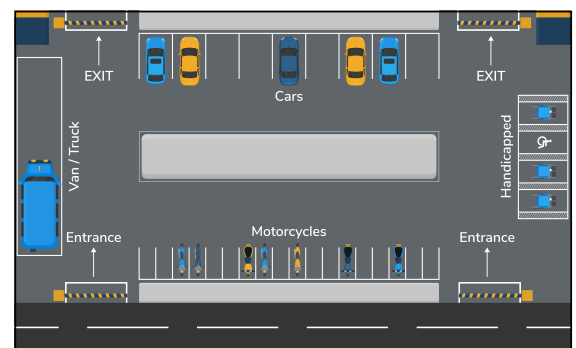 EXIT
EXIT
Cars
Van / Truck
Handicapped
Motorcycles
Entrance
Entrance